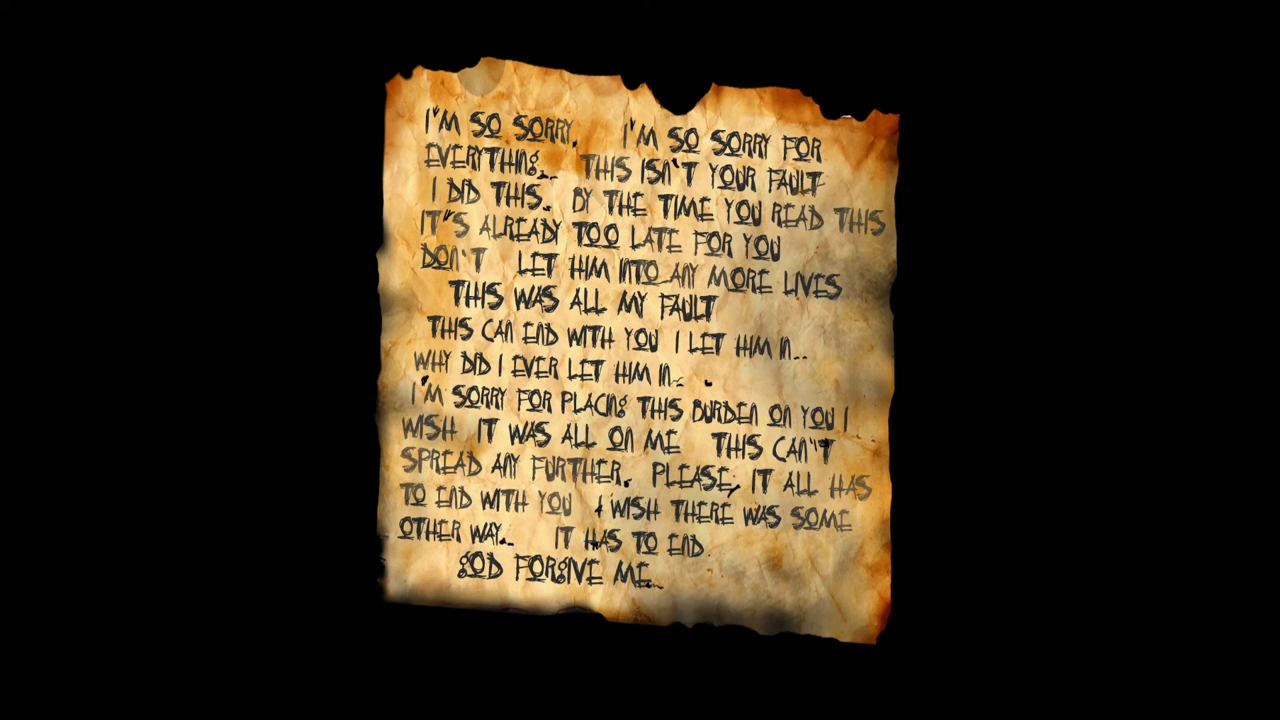 I'M SO SORRY. I'M SO SORRY FOR
EVERYTHINg.. THIS ISN'T YOUR FAULT
I DID THIS. BY THE TIME YOU READ THIS
IT"S ALREADY TOO LATE FOR YOU
DON'T LET HIM INTO ANY MORE LIVES
THIS WAS ALL MY FAULT
THIS CAN END WITH YOU I LET HIM IN..
WHY DID I EVER LET HIM IN..
I'M SORRY FOR PLACINg THIS BURDEN ON YOU I
WISH IT WAS ALL ON ME THIS CAN"T
SPREAD ANY FURTHER. PLEASE, IT ALL HAS
TO END WITH YOU I WISH THERE WAS SOME
OTHER WAY.. IT HAS TO END.
gOD FORgIVE ME..